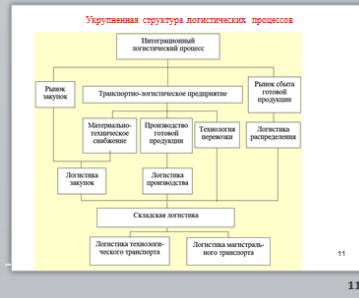 Укрупненная структура логистических процессов
Интеграционный
логистический процесс
Рынок
закупок
Транспортно-логистическое предприятие
Рынок сбыта
готовой
продукции
Материально-
техническое
снабжение
Производство
готовой
продукции
Технология
перевозки
Логистика
распределения
Логистика
закупок
Логистика
производства
Складская логистика
Логистика технологи-
ческого транспорта
Логистика магистраль-
ного транспорта
11
11